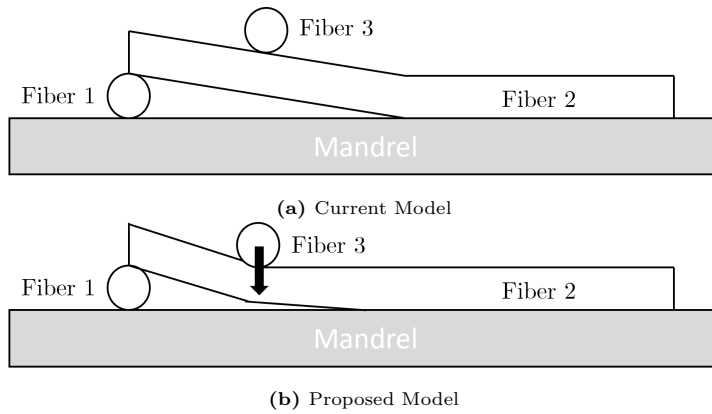 Fiber 3
Fiber 1
Fiber 2
Mandrel
(a) Current Model
Fiber 3
Fiber 1
Fiber 2
Mandrel
(b) Proposed Model